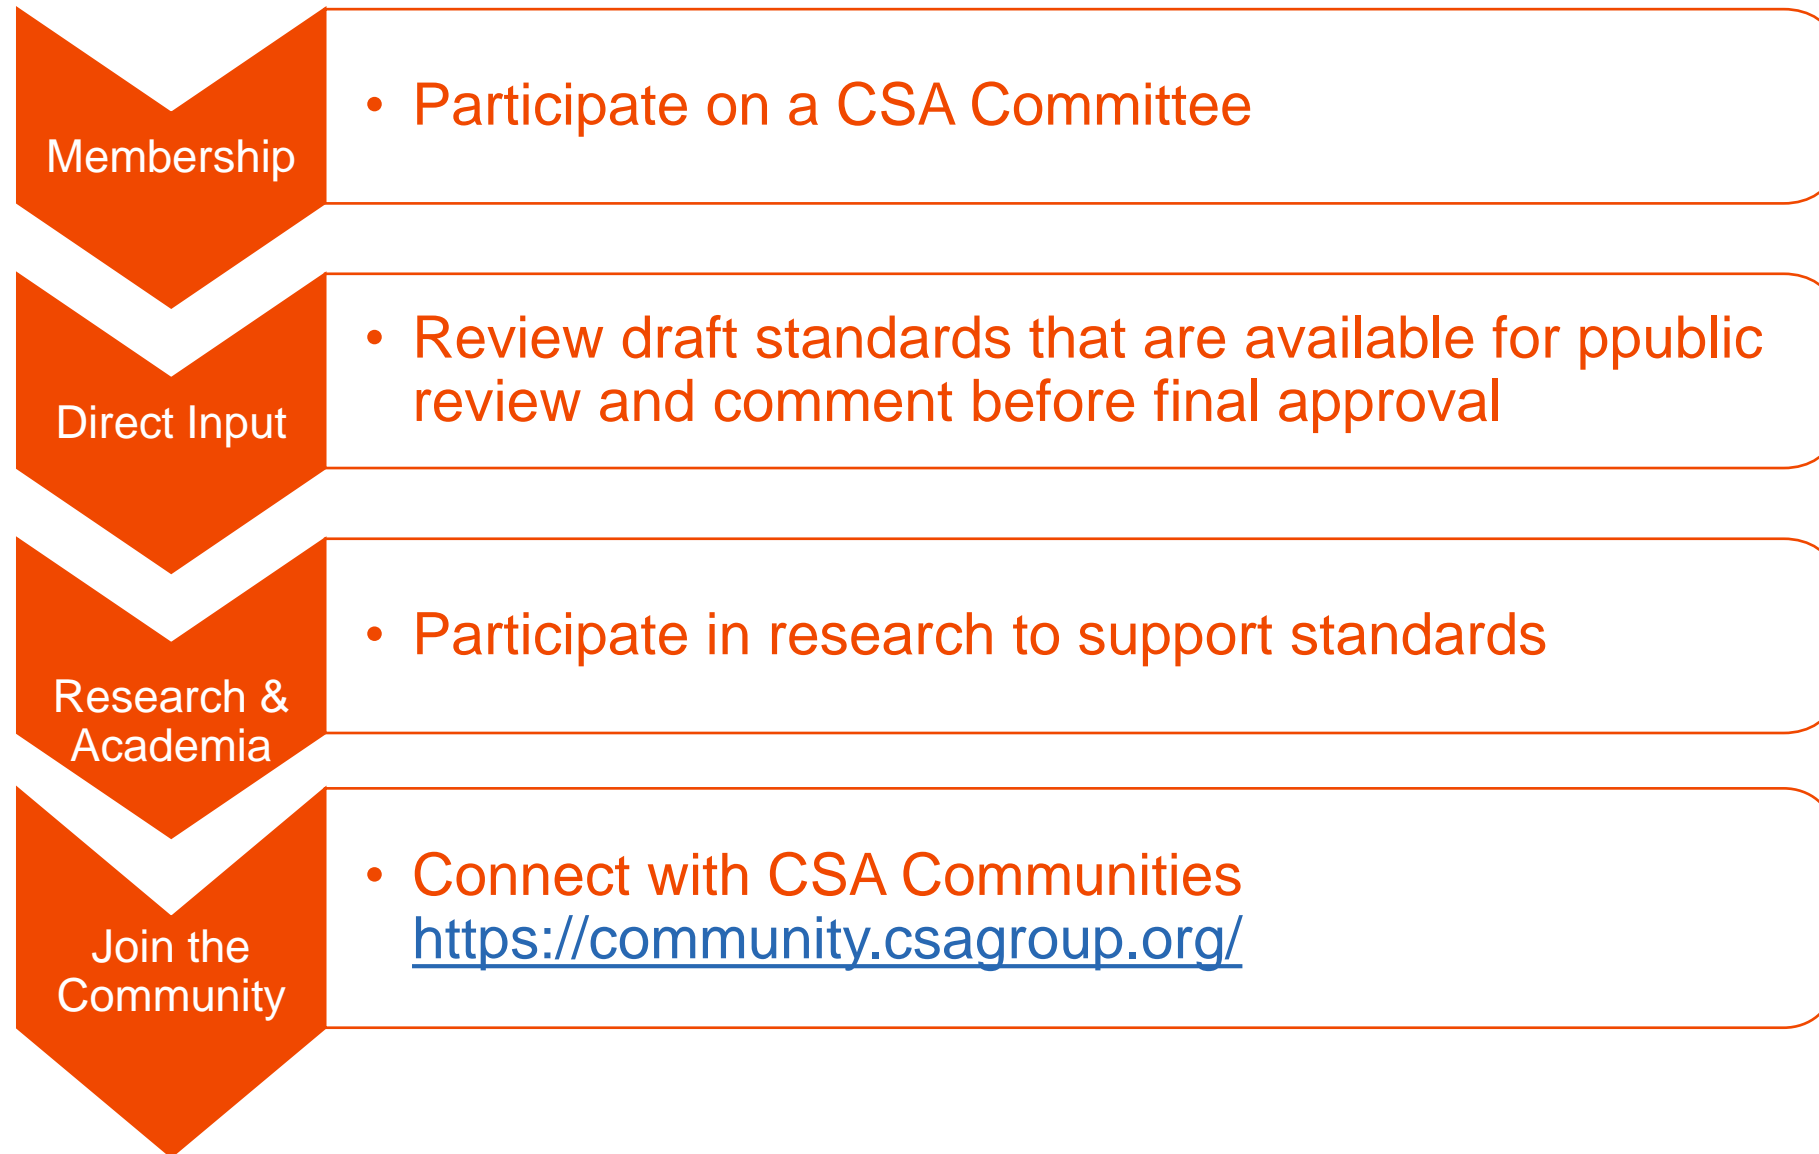 Membership
• Participate on a CSA Committee
Direct Input
• Review draft standards that are available for ppublic
review and comment before final approval
Research &
Academia
• Participate in research to support standards
Join the
Community
• Connect with CSA Communities
https://community.csagroup.org/